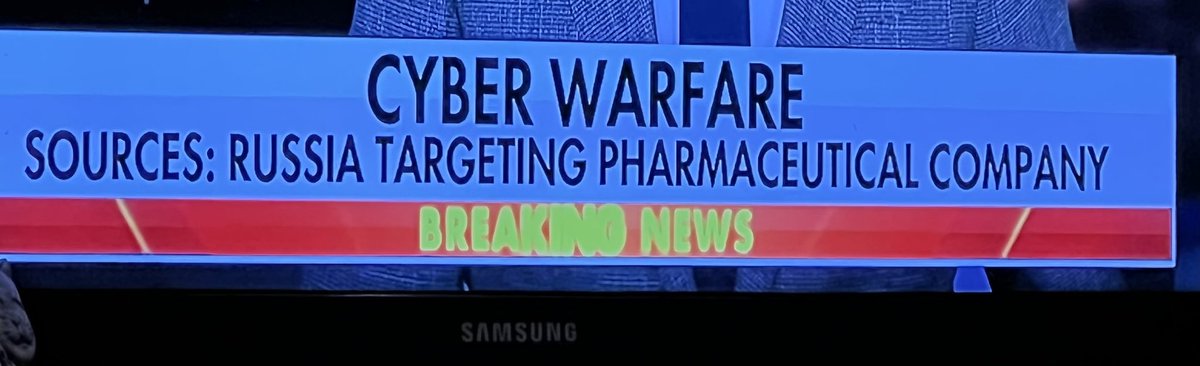 CYBER WARFARE
SOURCES: RUSSIA TARGETING PHARMACEUTICAL COMPANY
BREAKING NEWS
SAMSUNG